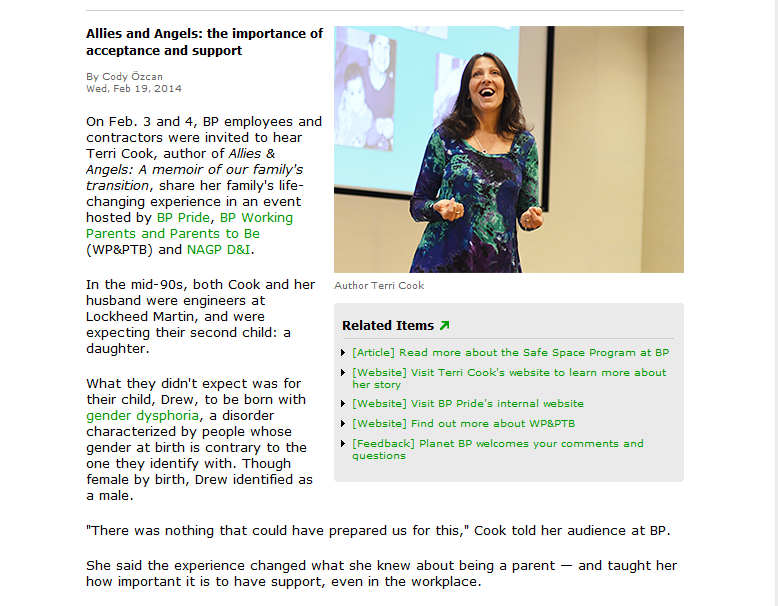 Allies and Angels: the importance of
acceptance and support
By Cody Özcan
Wed, Feb 19, 2014
On Feb. 3 and 4, BP employees and
contractors were invited to hear
Terri Cook, author of Allies &
Angels: A memoir of our family's
transition, share her family's life-
changing experience in an event
hosted by BP Pride, BP Working
Parents and Parents to Be
(WP&PTB) and NAGP D&I.
In the mid-90s, both Cook and her
husband were engineers at
Lockheed Martin, and were
expecting their second child: a
daughter.
What they didn't expect was for
their child, Drew, to be born with
gender dysphoria, a disorder
characterized by people whose
gender at birth is contrary to the
one they identify with. Though
female by birth, Drew identified as
a male.
Author Terri Cook
Related Items
[Article] Read more about the Safe Space Program at BP
[Website] Visit Terri Cook's website to learn more about
her story
[Website] Visit BP Pride's internal website
[Website] Find out more about WP&PTB
[Feedback] Planet BP welcomes your comments and
questions
"There was nothing that could have prepared us for this," Cook told her audience at BP.
She said the experience changed what she knew about being a parent — and taught her
how important it is to have support, even in the workplace.